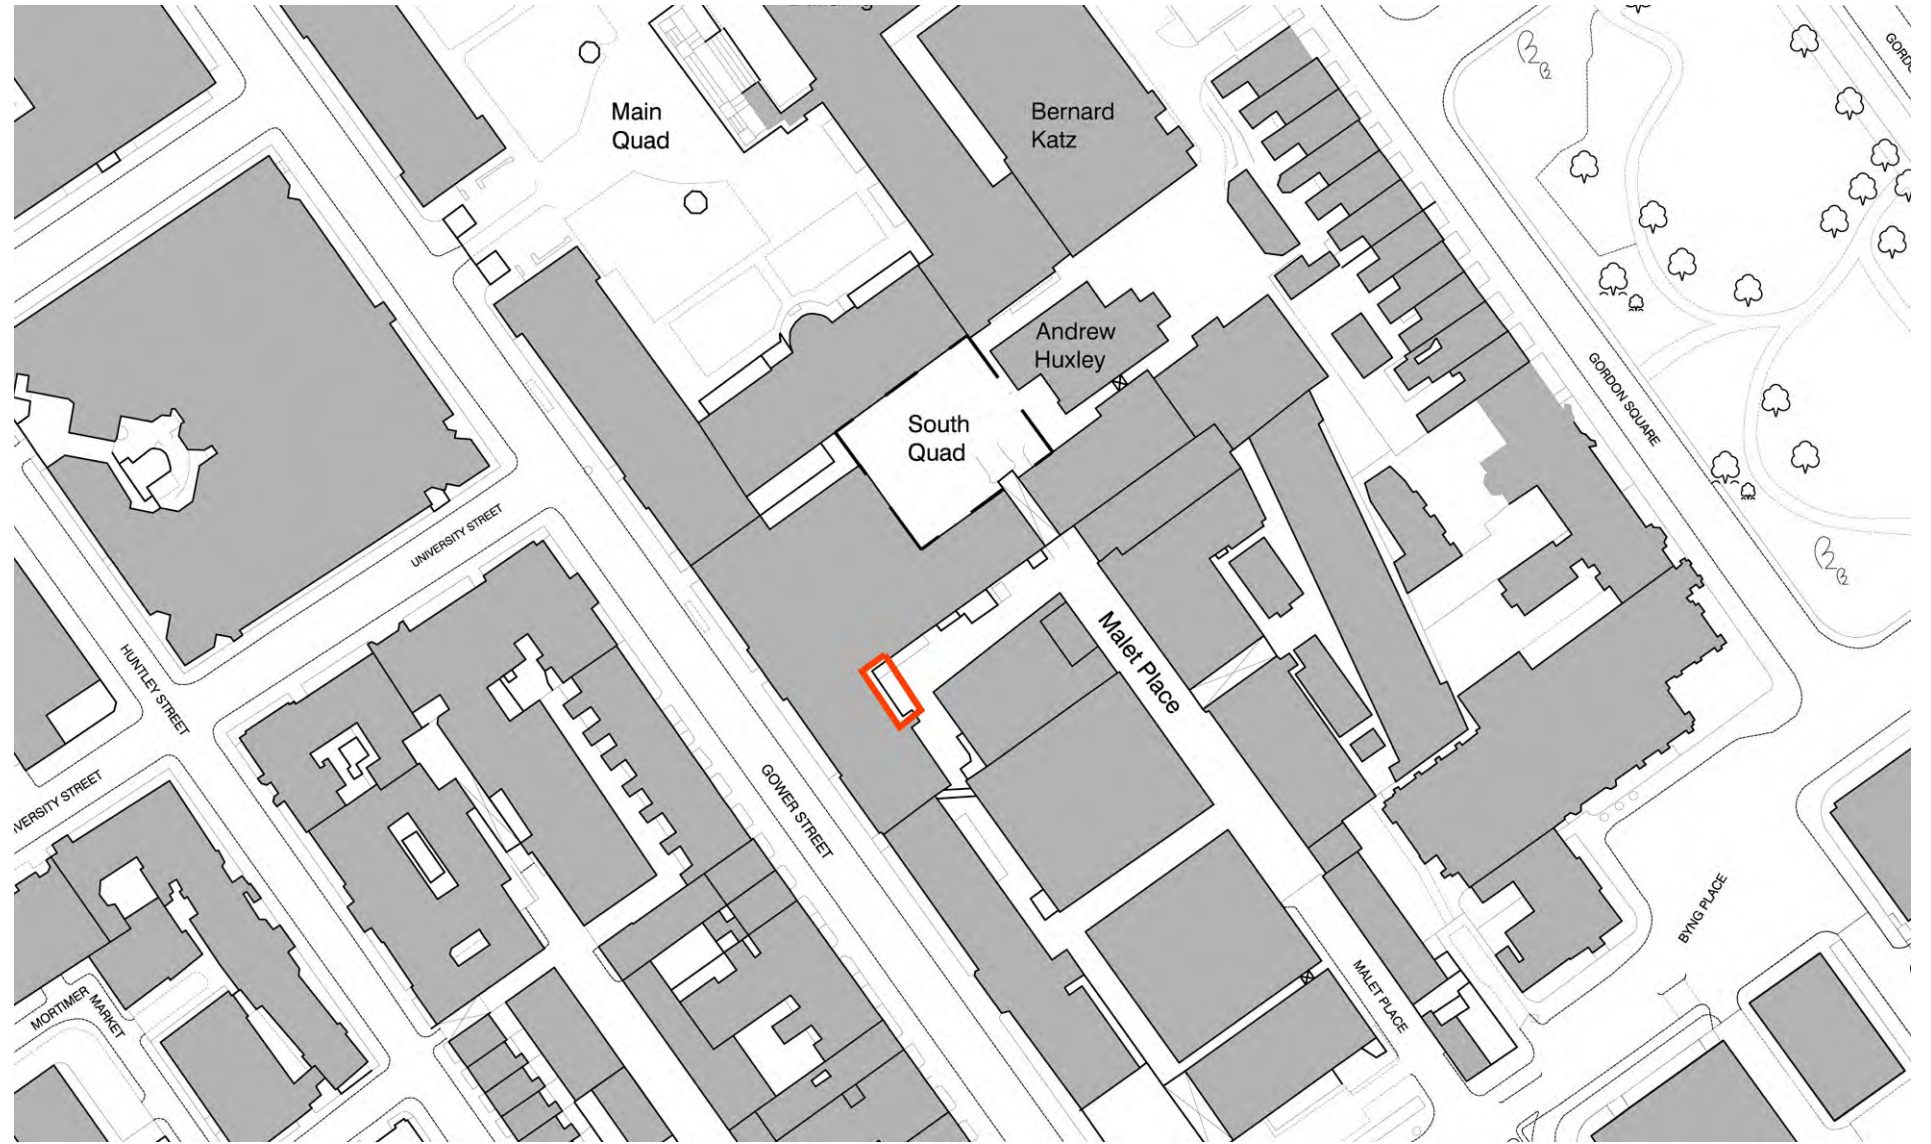 Main
Quad
Bernard
Katz
Andrew
Huxley
South
Quad
GORDON SQUARE
UNIVERSITY STREET
HUNTLEY STREET
Malet Place
GOWER STREET
VERSITY STREET
BYNG PLACE
MORTIMER
MARKET
MALET PLACE